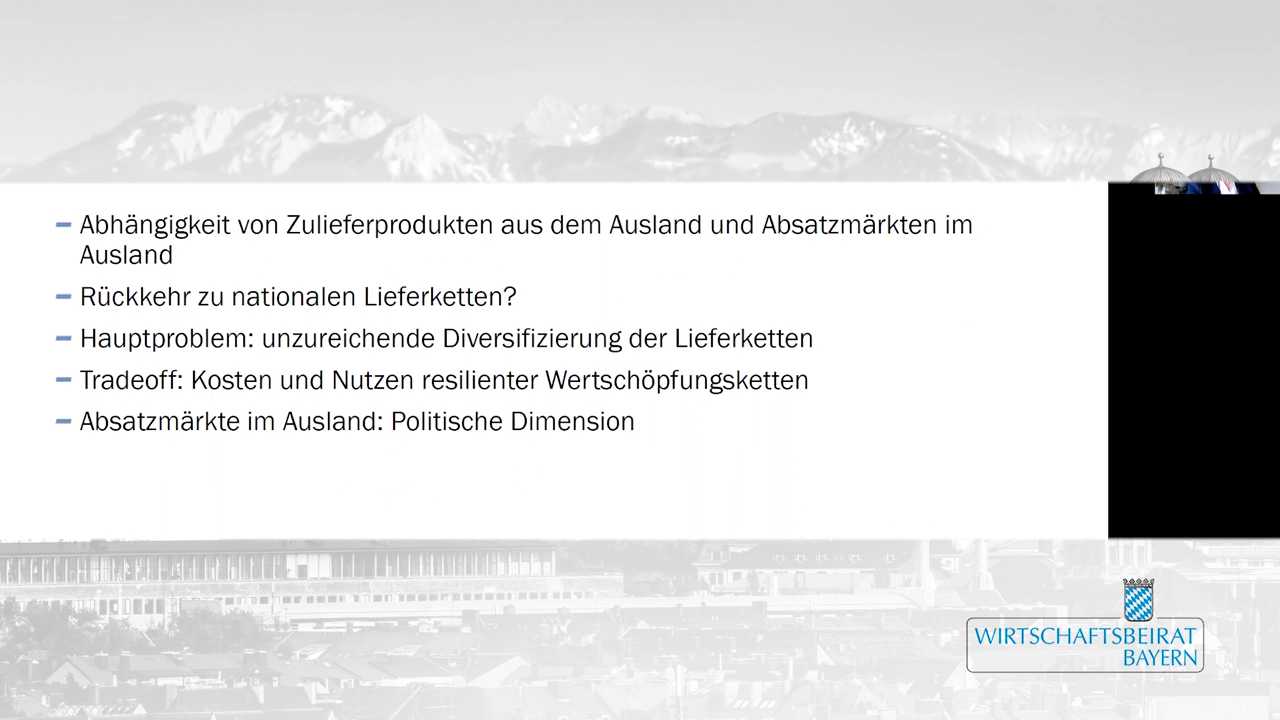 – Abhängigkeit von Zulieferprodukten aus dem Ausland und Absatzmärkten im
Ausland
– Rückkehr zu nationalen Lieferketten?
– Hauptproblem: unzureichende Diversifizierung der Lieferketten
– Tradeoff: Kosten und Nutzen resilienter Wertschöpfungsketten
– Absatzmärkte im Ausland: Politische Dimension
WIRTSCHAFTSBEIRAT
BAYERN